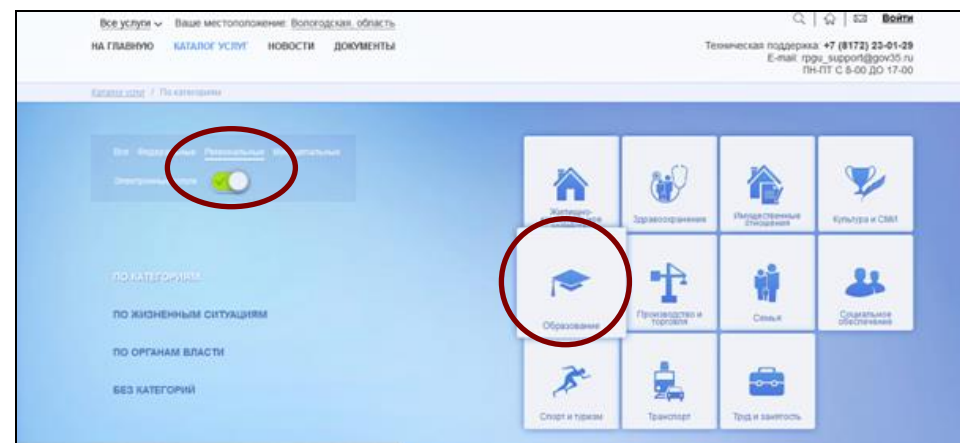 Все услуги Ваше местоположение: Вологодская область
Войти
НА ГЛАВНУЮ КАТАЛОГ УСЛУГ НОВОСТИ ДОКУМЕНТЫ
Техническая поддержка: +7 (8172) 23-01-29
E-mail: rpgu_support@gov35.ru
ПН-ПТ С 8-00 ДО 17-00
Каталог услуг / По категориям
Все Региональные
Жилищно-
Здравоохранение
Имущественные
отношения
Культура и СМИ
ПО КАТЕГОРИЯМ
ПО ЖИЗНЕННЫМ СИТУАЦИЯМ
ПО ОРГАНАМ ВЛАСТИ
БЕЗ КАТЕГОРИЙ
Образование
Производство и
торговля
Семья
Социальное
обеспечение
Спорт и туризм
Транспорт
Труд и занятость